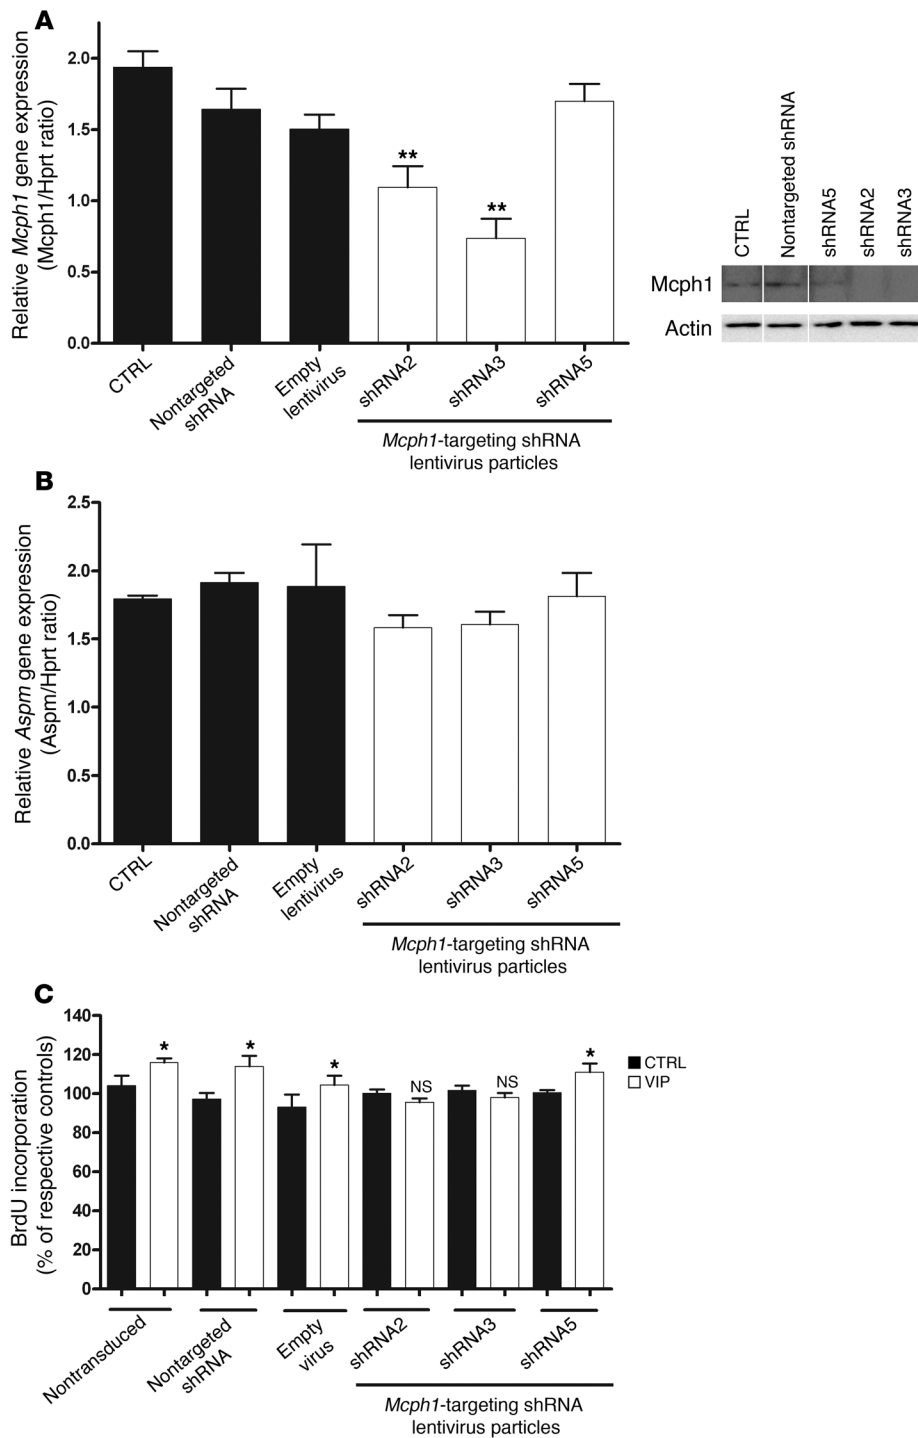 A
Relative Mcph1 gene expression
(Mcph1/Hprt ratio)
2.0
1.5
1.0
0.5
0.0
**
**
CTRL
Nontargeted
shRNA
Empty
lentivirus
shRNA2
shRNA3
shRNA5
Mcph1-targeting shRNA
lentivirus particles
CTRL
Nontargeted shRNA
shRNA5
shRNA2
shRNA3
Mcph1
Actin
B
Relative Aspm gene expression
(Aspm/Hprt ratio)
2.5
2.0
1.5
1.0
0.5
0.0
CTRL
Nontargeted
shRNA
Empty
lentivirus
shRNA2
shRNA3
shRNA5
Mcph1-targeting shRNA
lentivirus particles
C
BrdU incorporation
(% of respective controls)
140
120
100
80
60
40
20
0
*
*
*
NS
NS
*
CTRL
VIP
Nontransduced
Nontargeted
shRNA
Empty
virus
shRNA2
shRNA3
shRNA5
Mcph1-targeting shRNA
lentivirus particles